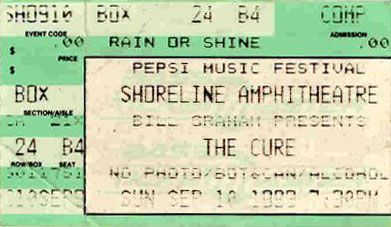 SH0910 BOX 24 B4 COMP
EVENT CODE ADMISSION
$ .00 RAIN OR SHINE .00
PRICE
$ PEPSI MUSIC FESTIVAL
BOX SHORELINE AMPHITHEATRE
SECTION/AISLE BILL GRAHAM PRESENTS
24 B4 THE CURE
ROW/BOX SEAT
NO PHOTO/BOT&CAN/ALCOHOL
SUN SEP 10 7:30PM